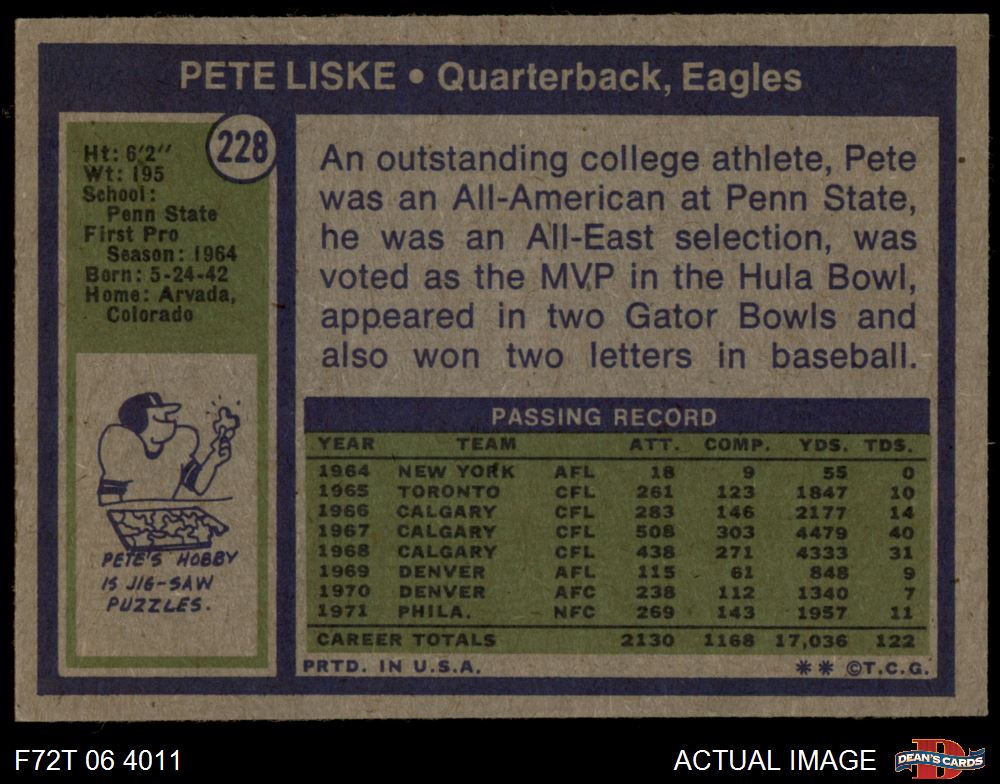 PETE LISKE • Quarterback, Eagles
228
Ht: 6'2"
Wt: 195
School:
Penn State
First Pro
Season: 1964
Born: 5-24-42
Home: Arvada,
Colorado
PETE'S HOBBY
IS JIG-SAW
PUZZLES.
An outstanding college athlete, Pete
was an All-American at Penn State,
he was an All-East selection, was
voted as the MVP in the Hula Bowl,
appeared in two Gator Bowls and
also won two letters in baseball.
PASSING RECORD
YEAR TEAM ATT. COMP. YDS. TDS.
1964 NEW YORK AFL 18 9 55 0
1965 TORONTO CFL 261 123 1847 10
1966 CALGARY CFL 283 146 2177 14
1967 CALGARY CFL 508 303 4479 40
1968 CALGARY CFL 438 271 4333 31
1969 DENVER AFL 115 61 848 9
1970 DENVER AFC 238 112 1340 7
1971 PHILA. NFC 269 143 1957 11
CAREER TOTALS 2130 1168 17,036 122
PRTD. IN U.S.A. ** ©T.C.G.
F72T 06 4011 ACTUAL IMAGE
DEAN'S CARDS